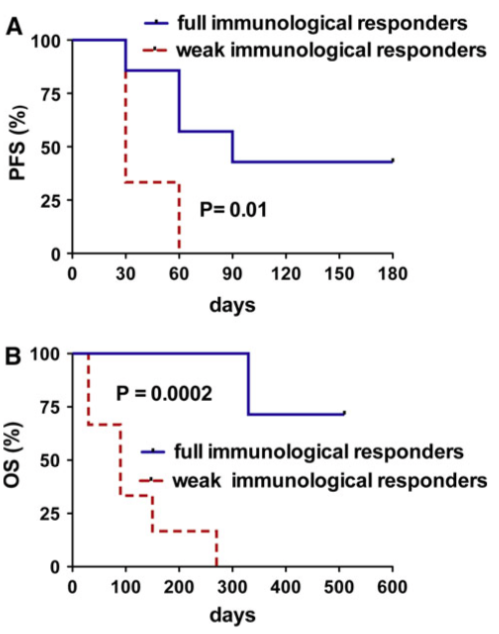 A
full immunological responders
weak immunological responders
PFS (%)
100
75
50
25
0
P= 0.01
0 30 60 90 120 150 180
days
B
OS (%)
100
75
50
25
0
P = 0.0002
full immunological responders
weak immunological responders
0 100 200 300 400 500 600
days